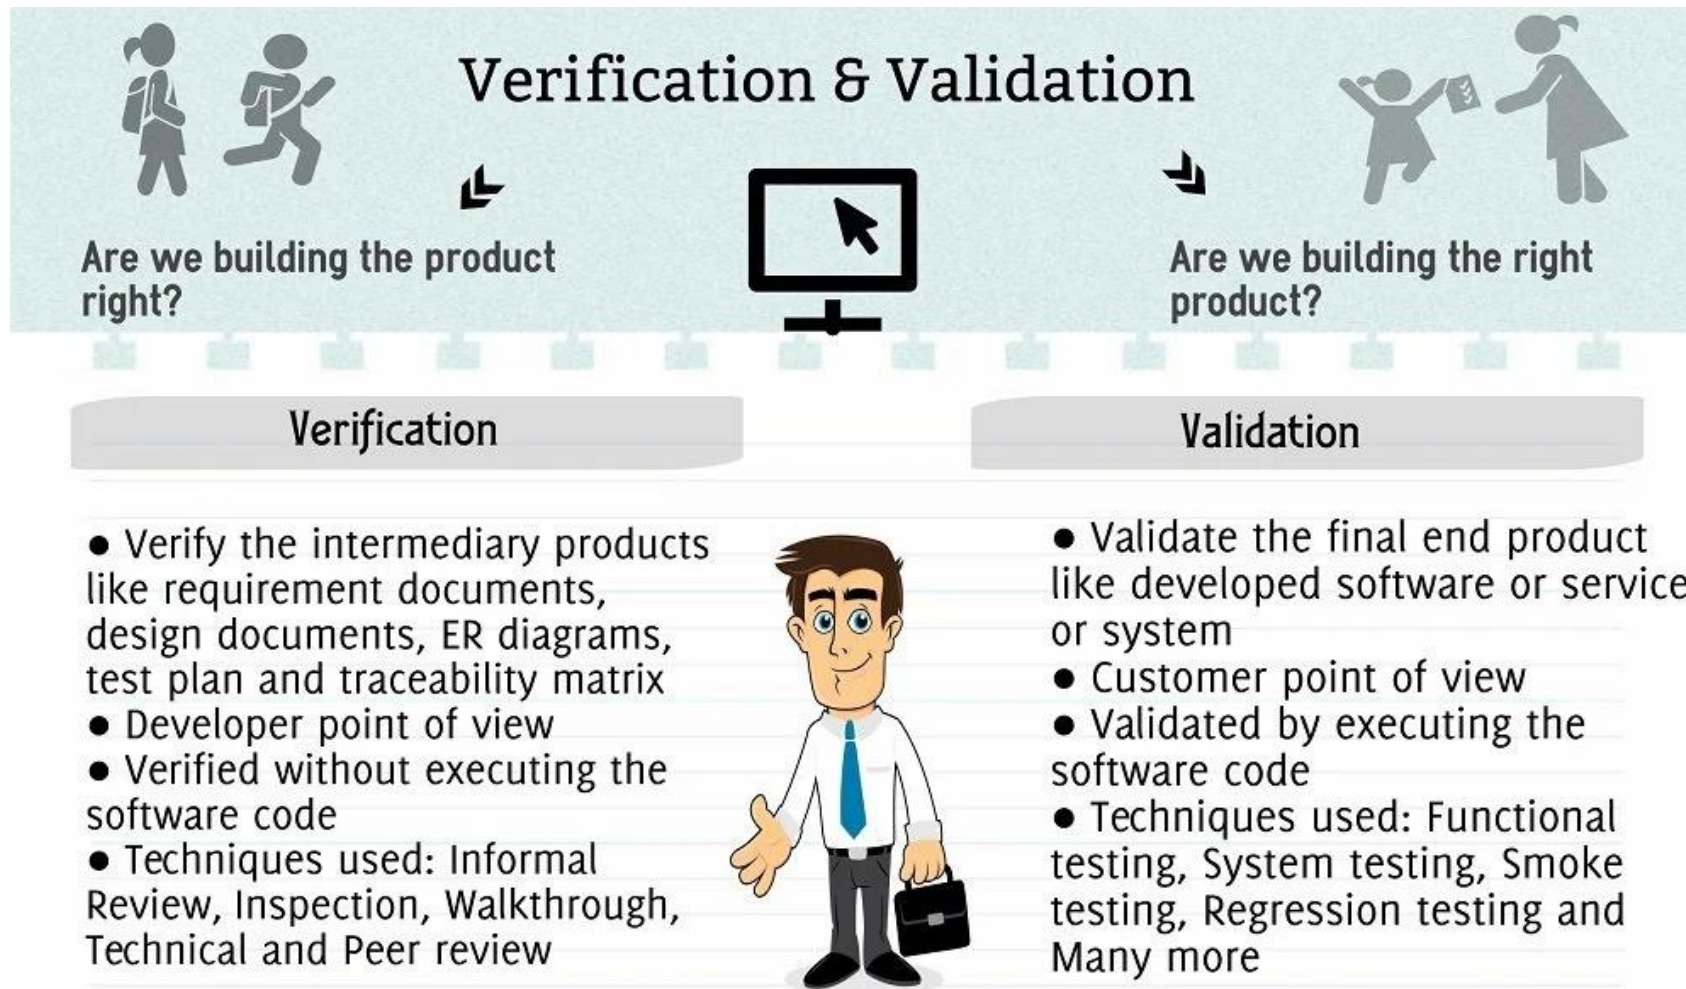 Verification & Validation
Are we building the product
right?
Are we building the right
product?
Verification
● Verify the intermediary products
like requirement documents,
design documents, ER diagrams,
test plan and traceability matrix
● Developer point of view
● Verified without executing the
software code
● Techniques used: Informal
Review, Inspection, Walkthrough,
Technical and Peer review
Validation
● Validate the final end product
like developed software or service
or system
● Customer point of view
● Validated by executing the
software code
● Techniques used: Functional
testing, System testing, Smoke
testing, Regression testing and
Many more